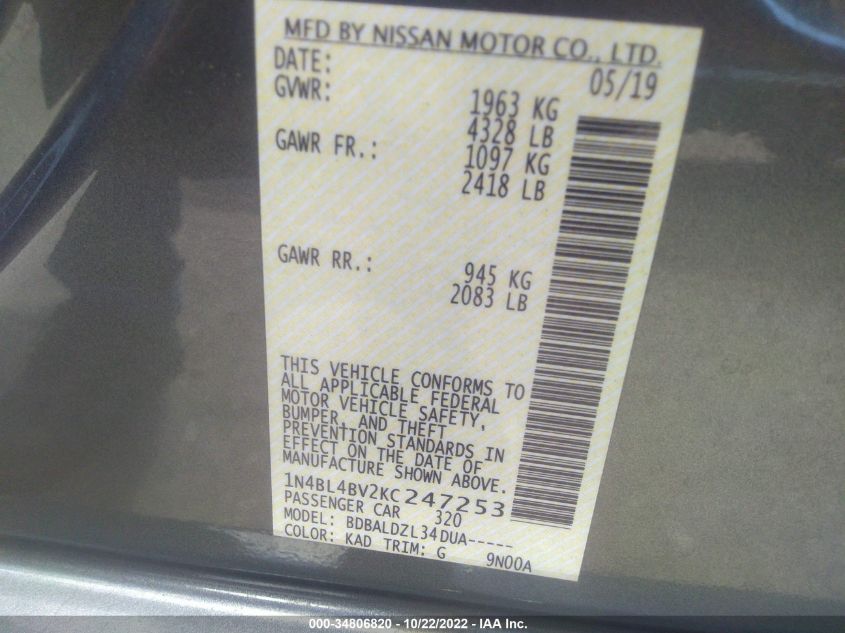 MFD BY NISSAN MOTOR CO., LTD.
DATE: 05/19
GVWR: 1963 KG
4328 LB
GAWR FR.: 1097 KG
2418 LB
GAWR RR.: 945 KG
2083 LB
THIS VEHICLE CONFORMS TO
ALL APPLICABLE FEDERAL
MOTOR VEHICLE SAFETY,
BUMPER, AND THEFT
PREVENTION STANDARDS IN
EFFECT ON THE DATE OF
MANUFACTURE SHOWN ABOVE.
1N4BL4BV2KC247253
PASSENGER CAR 320
MODEL: BDBALDZL34DUA-----
COLOR: KAD TRIM: G 9N00A
000-34806820 - 10/22/2022 - IAA Inc.